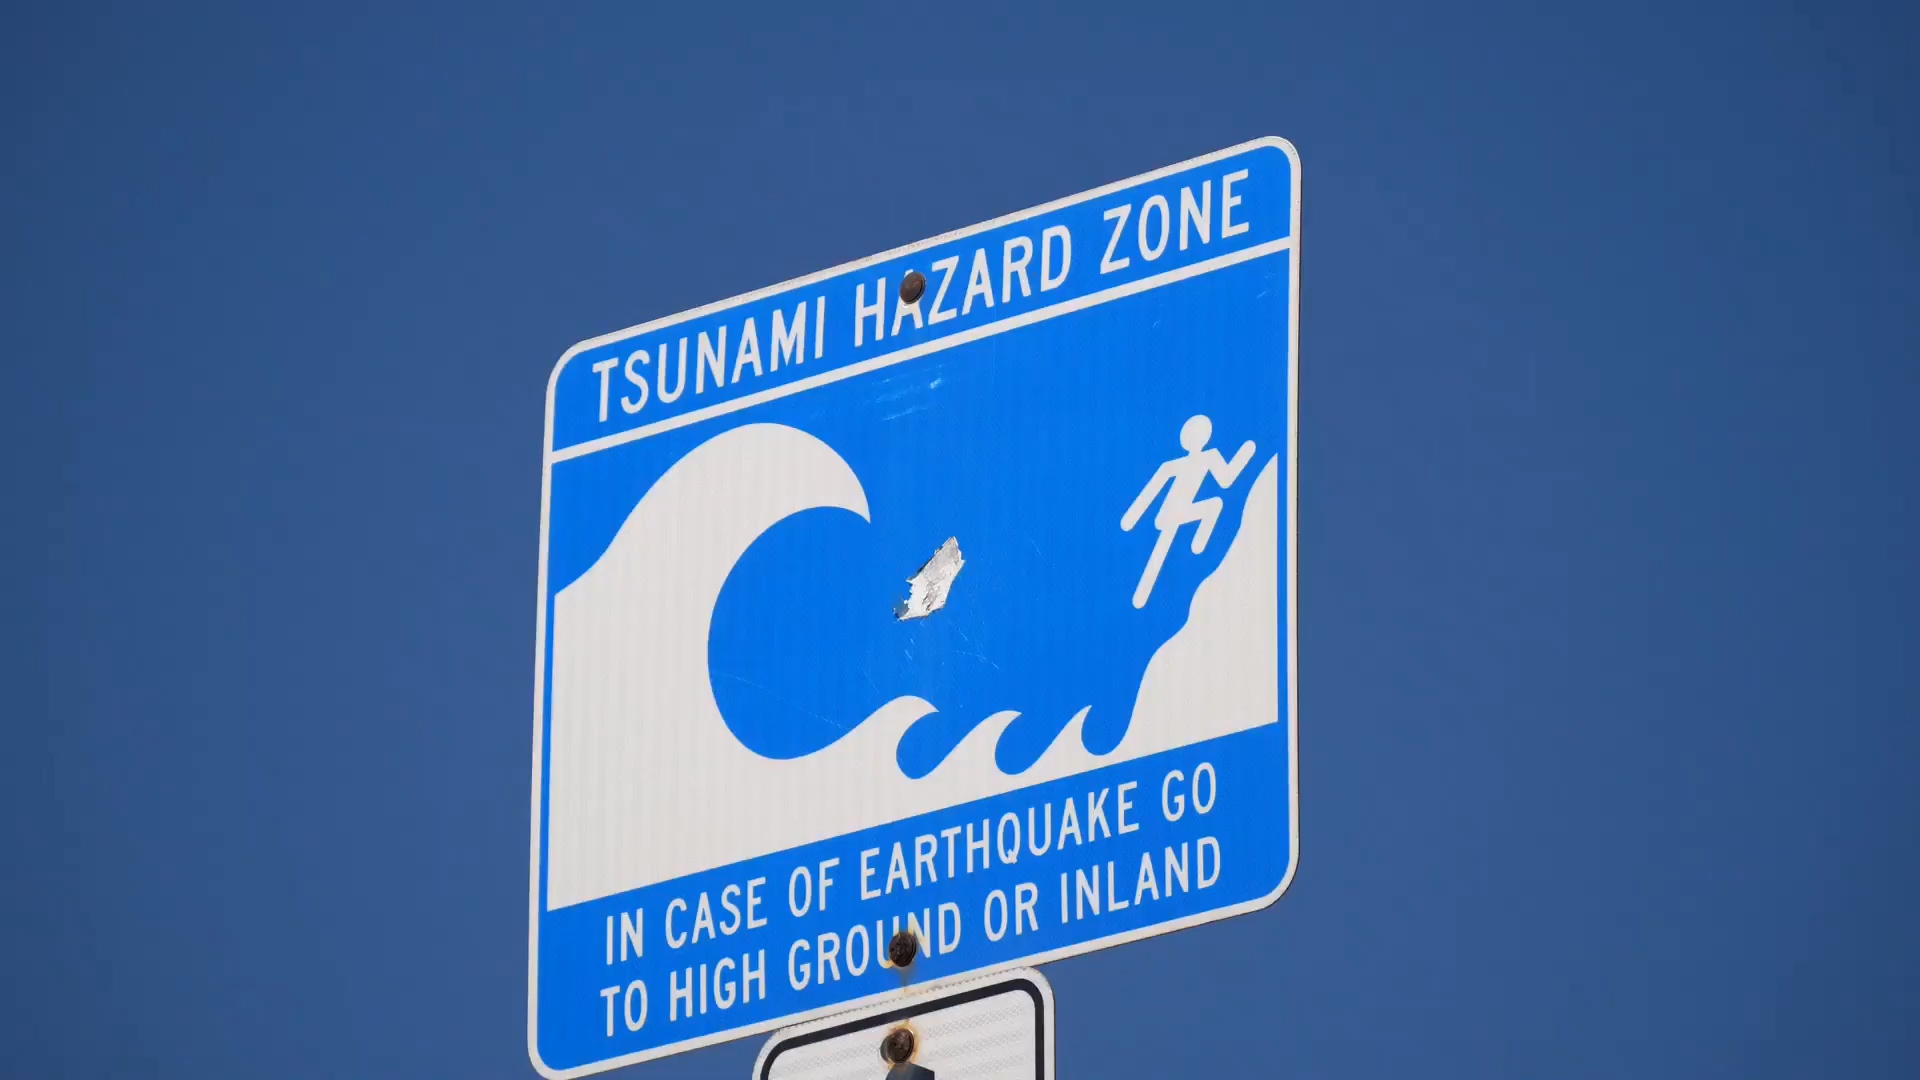 TSUNAMI HAZARD ZONE
IN CASE OF EARTHQUAKE GO
TO HIGH GROUND OR INLAND